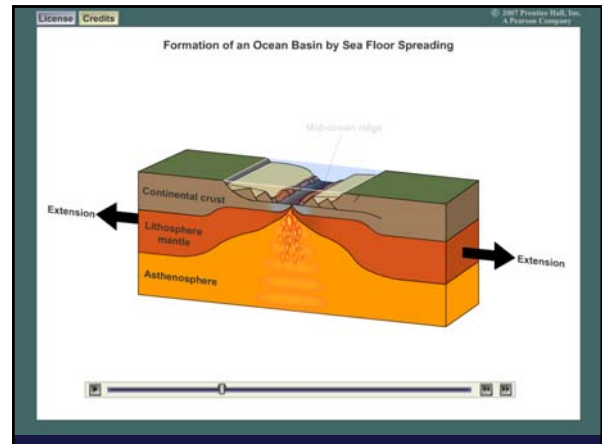 License Credits
© 2007 Prentice Hall, Inc.
A Pearson Company
Formation of an Ocean Basin by Sea Floor Spreading
Mid-ocean ridge
Continental crust
Extension
Lithosphere
mantle
Extension
Asthenosphere